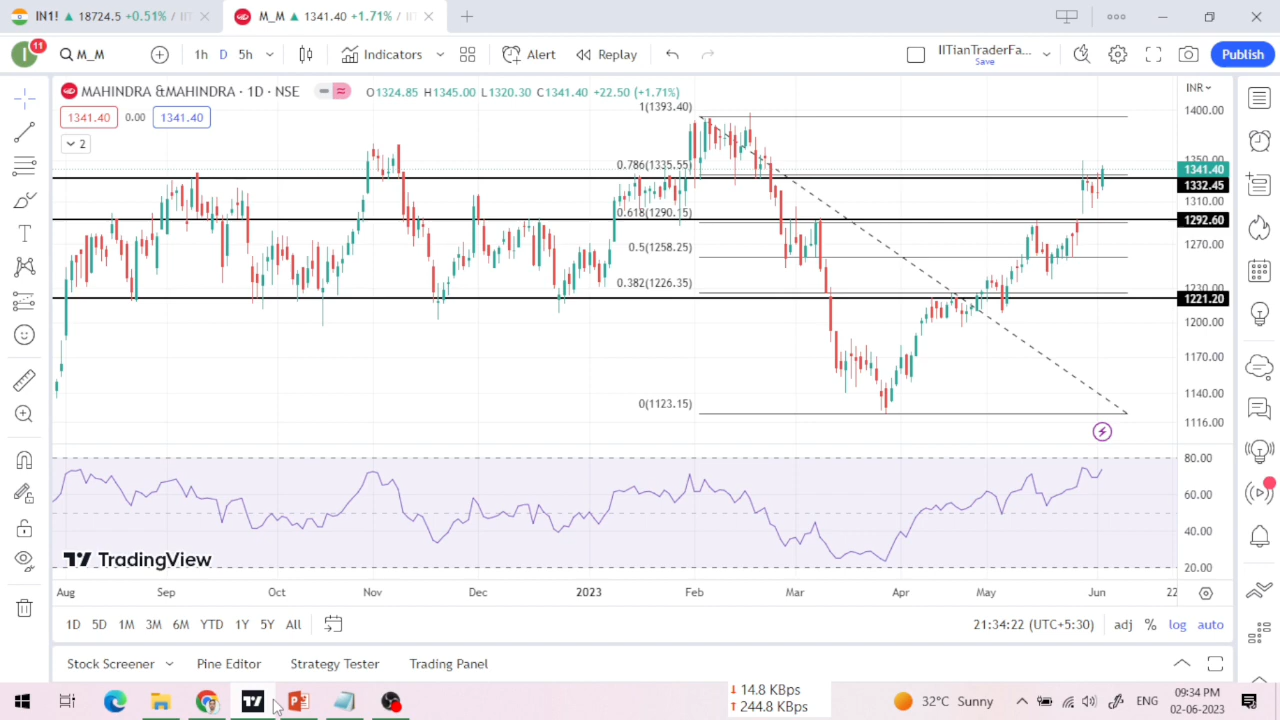 IN1! ▲ 18724.5 +0.51% /
M_M ▲ 1341.40 +1.71% /
11
M_M
1h D 5h
Indicators
Alert
Replay
IITianTraderFa...
Save
Publish
MAHINDRA &MAHINDRA · 1D · NSE
O1324.85 H1345.00 L1320.30 C1341.40 +22.50 (+1.71%)
INR
1341.40 0.00 1341.40
2
1(1393.40)
0.786(1335.55)
0.618(1290.15)
0.5(1258.25)
0.382(1226.35)
0(1123.15)
1400.00
1350.00
1341.40
1332.45
1310.00
1292.60
1270.00
1230.00
1221.20
1200.00
1170.00
1140.00
1116.00
80.00
60.00
40.00
20.00
TradingView
Aug Sep Oct Nov Dec 2023 Feb Mar Apr May Jun 22
1D 5D 1M 3M 6M YTD 1Y 5Y All
21:34:22 (UTC+5:30) adj % log auto
Stock Screener Pine Editor Strategy Tester Trading Panel
↓ 14.8 KBps
↑ 244.8 KBps
32°C Sunny
ENG
09:34 PM
02-06-2023